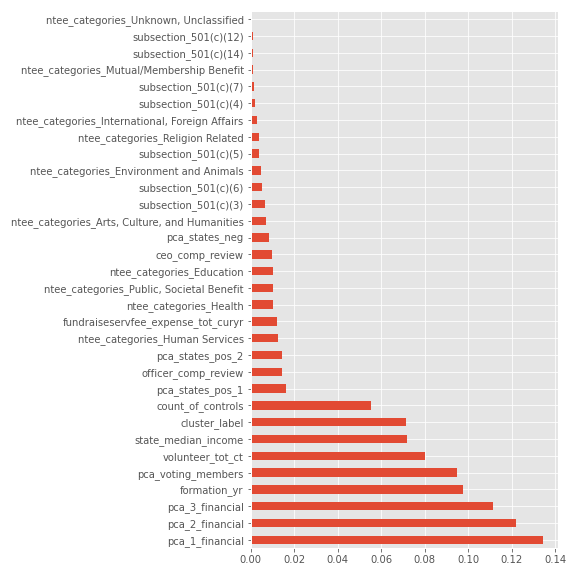 ntee_categories_Unknown, Unclassified
subsection_501(c)(12)
subsection_501(c)(14)
ntee_categories_Mutual/Membership Benefit
subsection_501(c)(7)
subsection_501(c)(4)
ntee_categories_International, Foreign Affairs
ntee_categories_Religion Related
subsection_501(c)(5)
ntee_categories_Environment and Animals
subsection_501(c)(6)
subsection_501(c)(3)
ntee_categories_Arts, Culture, and Humanities
pca_states_neg
ceo_comp_review
ntee_categories_Education
ntee_categories_Public, Societal Benefit
ntee_categories_Health
fundraiseservfee_expense_tot_curyr
ntee_categories_Human Services
pca_states_pos_2
officer_comp_review
pca_states_pos_1
count_of_controls
cluster_label
state_median_income
volunteer_tot_ct
pca_voting_members
formation_yr
pca_3_financial
pca_2_financial
pca_1_financial
0.00 0.02 0.04 0.06 0.08 0.10 0.12 0.14